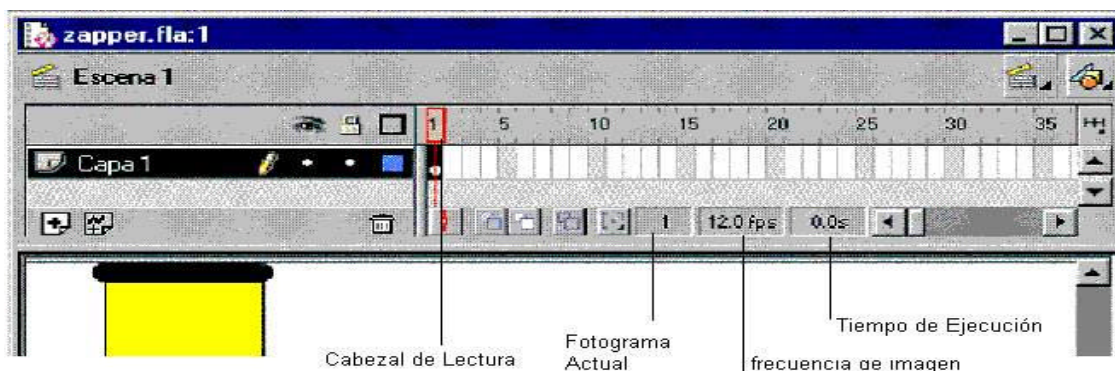 zapper.fla:1
Escena 1
1 5 10 15 20 25 30 35
Capa 1
1 12.0 fps 0.0s
Tiempo de Ejecución
Fotograma
Actual
Cabezal de Lectura
frecuencia de imagen